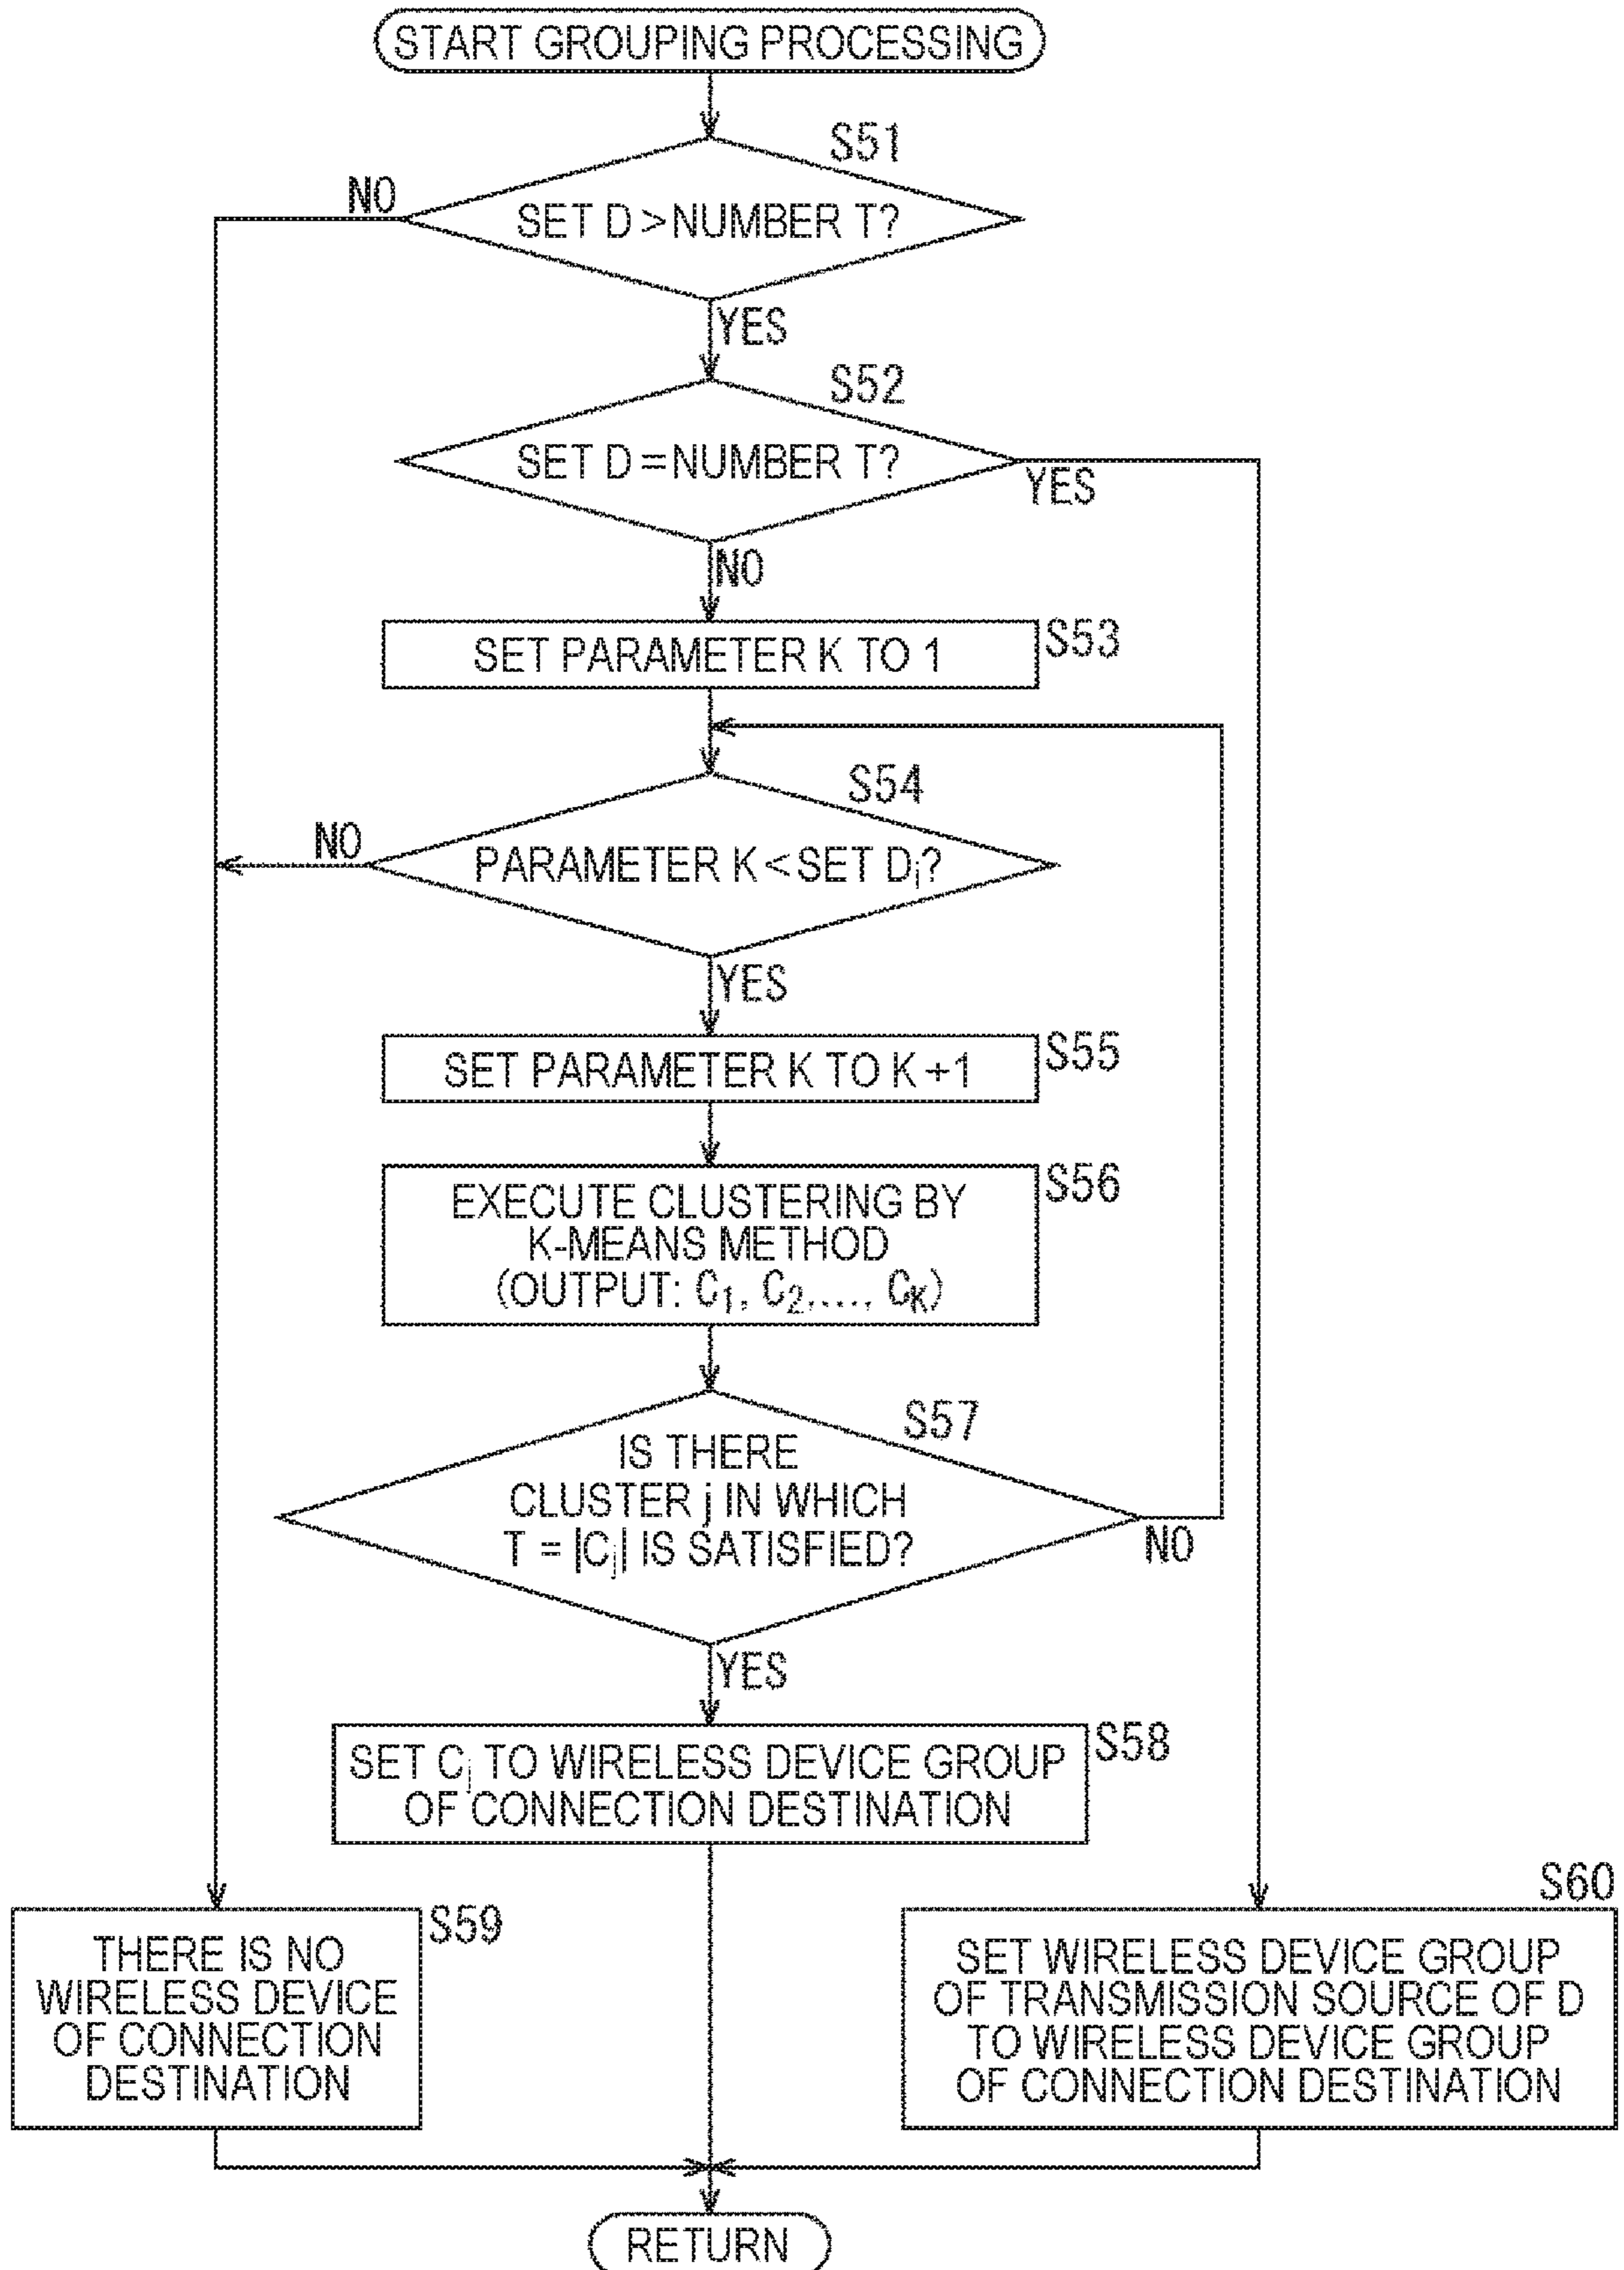 START GROUPING PROCESSING
S51
NO
SET D > NUMBER T?
YES
S52
SET D = NUMBER T?
YES
NO
SET PARAMETER K TO 1
S53
S54
NO
PARAMETER K < SET Di?
YES
SET PARAMETER K TO K +1
S55
EXECUTE CLUSTERING BY
K-MEANS METHOD
(OUTPUT: C1, C2,...., CK)
S56
S57
IS THERE
CLUSTER j IN WHICH
T = |Cj| IS SATISFIED?
NO
YES
SET Cj TO WIRELESS DEVICE GROUP
OF CONNECTION DESTINATION
S58
THERE IS NO
WIRELESS DEVICE
OF CONNECTION
DESTINATION
S59
S60
SET WIRELESS DEVICE GROUP
OF TRANSMISSION SOURCE OF D
TO WIRELESS DEVICE GROUP
OF CONNECTION DESTINATION
RETURN